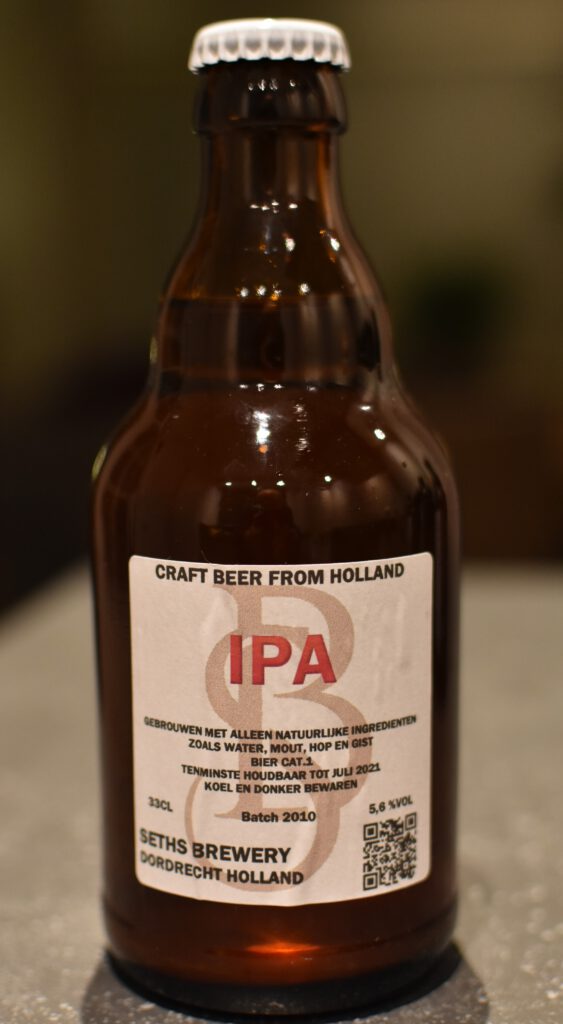 CRAFT BEER FROM HOLLAND
IPA
GEBROUWEN MET ALLEEN NATUURLIJKE INGREDIENTEN
ZOALS WATER, MOUT, HOP EN GIST
BIER CAT.1
TENMINSTE HOUDBAAR TOT JULI 2021
KOEL EN DONKER BEWAREN
33CL
5,6 %VOL
Batch 2010
SETHS BREWERY
DORDRECHT HOLLAND